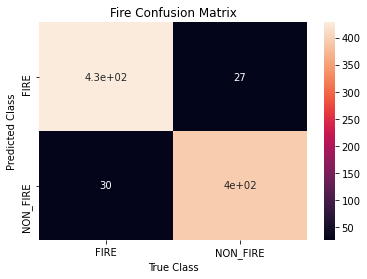 Fire Confusion Matrix
Predicted Class
FIRE
NON_FIRE
4.3e+02
27
30
4e+02
FIRE
NON_FIRE
True Class
400
350
300
250
200
150
100
50